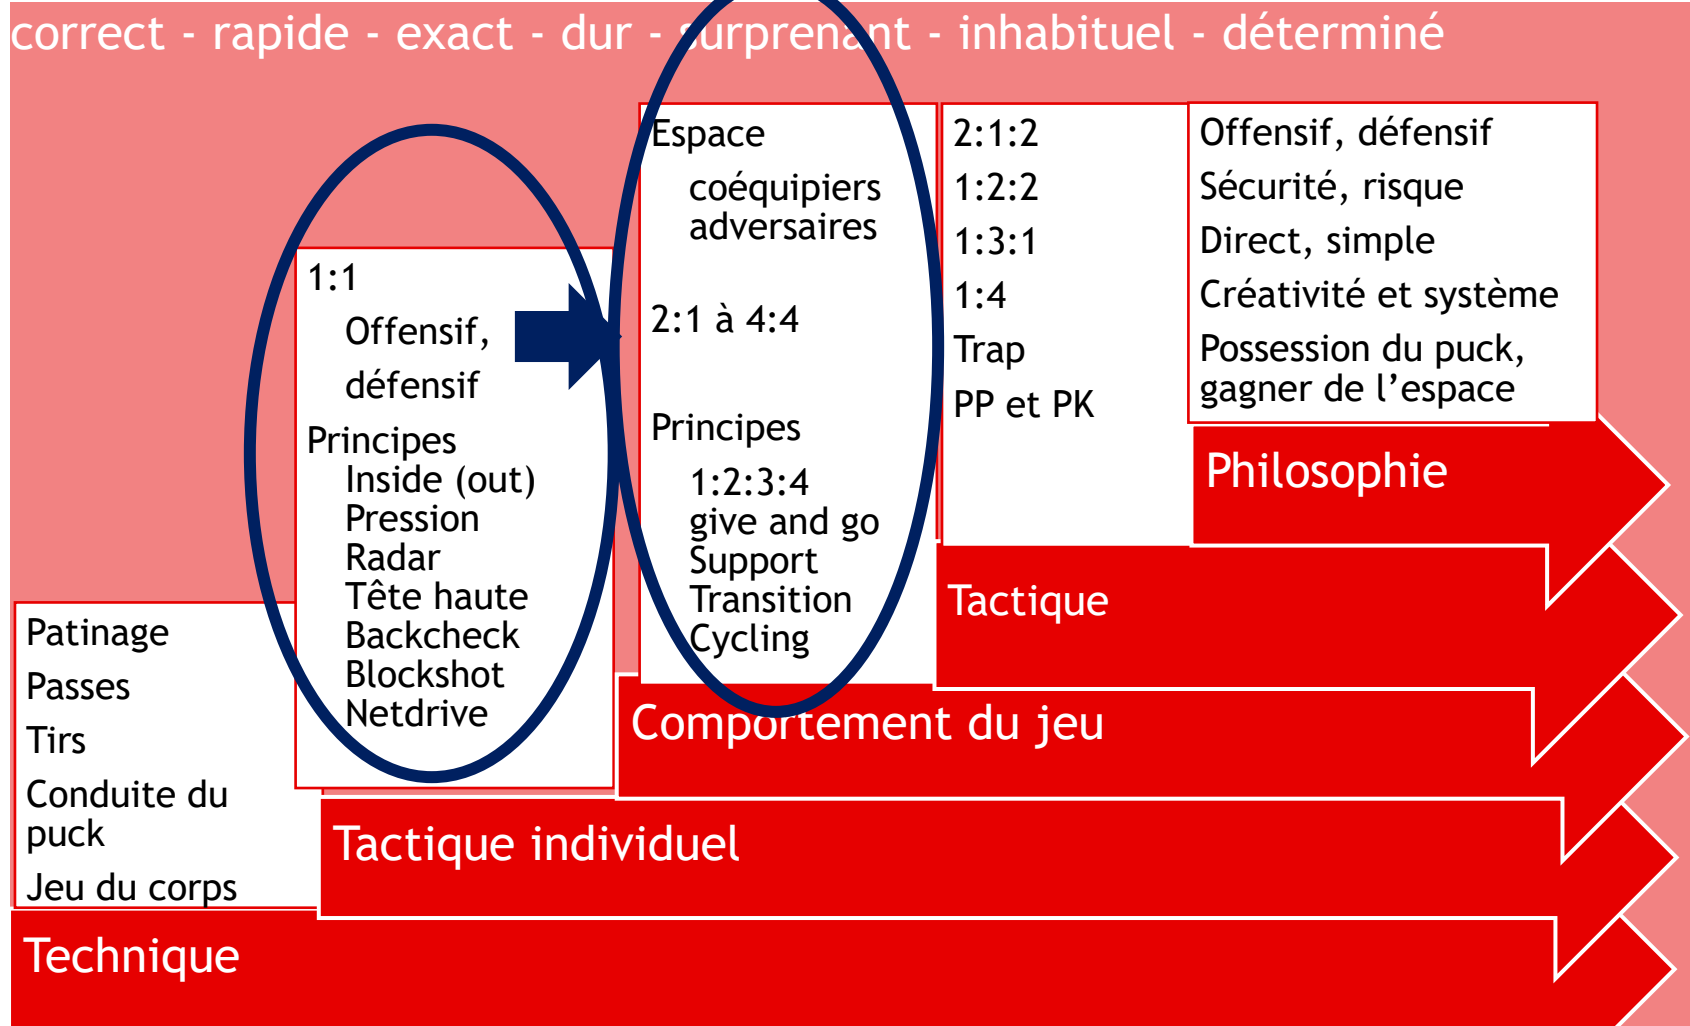 correct - rapide - exact - dur - surprenant - inhabituel - déterminé
Patinage
Passes
Tirs
Conduite du
puck
Jeu du corps
Technique
1:1
Offensif,
défensif
Principes
Inside (out)
Pression
Radar
Tête haute
Backcheck
Blockshot
Netdrive
Tactique individuel
Espace
coéquipiers
adversaires
2:1 à 4:4
Principes
1:2:3:4
give and go
Support
Transition
Cycling
Comportement du jeu
2:1:2
1:2:2
1:3:1
1:4
Trap
PP et PK
Tactique
Offensif, défensif
Sécurité, risque
Direct, simple
Créativité et système
Possession du puck,
gagner de l’espace
Philosophie